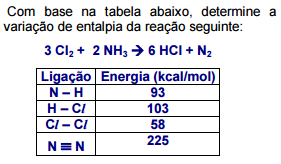 Com base na tabela abaixo, determine a
variação de entalpia da reação seguinte:
3 Cl₂ + 2 NH₃ → 6 HCl + N₂
Ligação Energia (kcal/mol)
N – H 93
H – Cl 103
Cl – Cl 58
N ≡ N 225